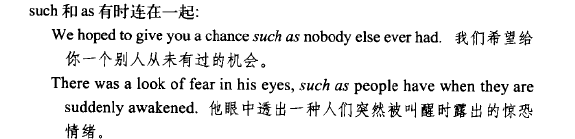 such 和 as 有时连在一起:
We hoped to give you a chance such as nobody else ever had. 我们希望给
你一个别人从未有过的机会。
There was a look of fear in his eyes, such as people have when they are
suddenly awakened. 他眼中透出一种人们突然被叫醒时露出的惊恐
情绪。